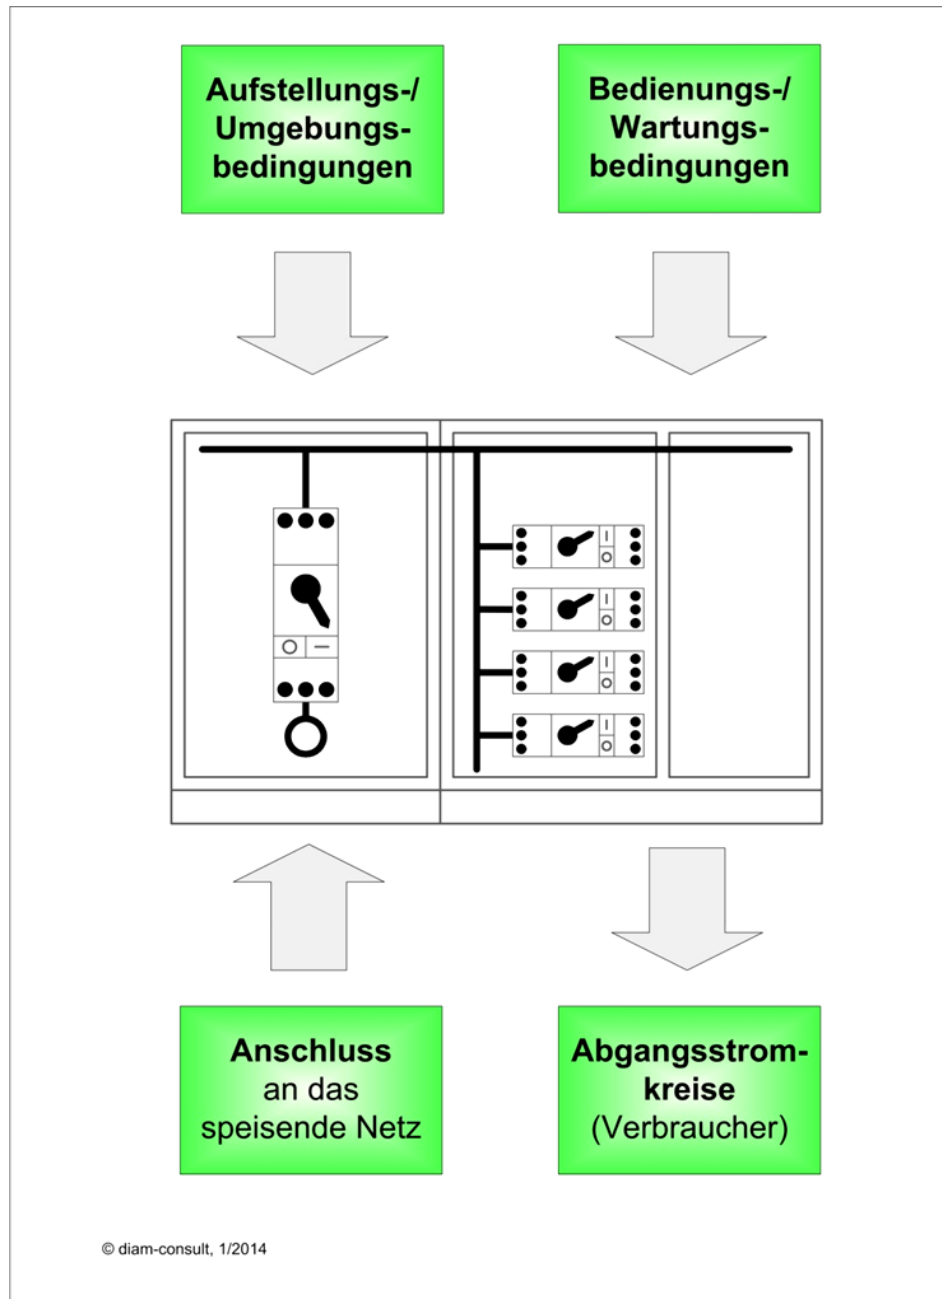 Aufstellungs-/
Umgebungs-
bedingungen
Bedienungs-/
Wartungs-
bedingungen
Anschluss
an das
speisende Netz
Abgangsstrom-
kreise
(Verbraucher)
© diam-consult, 1/2014